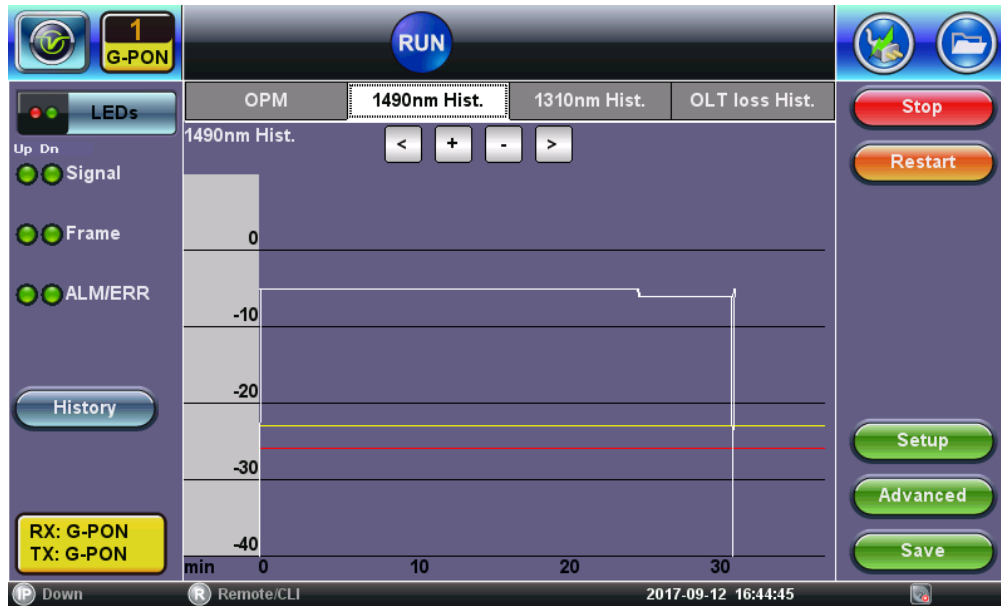 1
G-PON
RUN
LEDs
Up Dn
Signal
Frame
ALM/ERR
History
RX: G-PON
TX: G-PON
OPM 1490nm Hist. 1310nm Hist. OLT loss Hist.
1490nm Hist.
< + - >
0
-10
-20
-30
-40
min 0 10 20 30
Stop
Restart
Setup
Advanced
Save
IP Down R Remote/CLI 2017-09-12 16:44:45